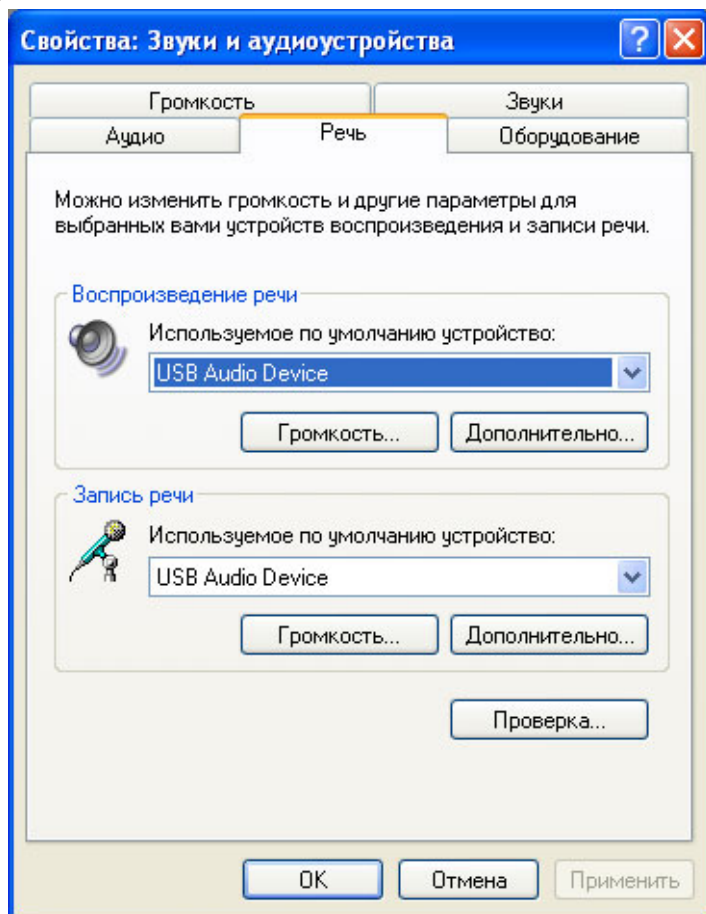 Свойства: Звуки и аудиоустройства
?
Громкость
Звуки
Аудио
Речь
Оборудование
Можно изменить громкость и другие параметры для
выбранных вами устройств воспроизведения и записи речи.
Воспроизведение речи
Используемое по умолчанию устройство:
USB Audio Device
Громкость...
Дополнительно...
Запись речи
Используемое по умолчанию устройство:
USB Audio Device
Громкость...
Дополнительно...
Проверка...
OK
Отмена
Применить